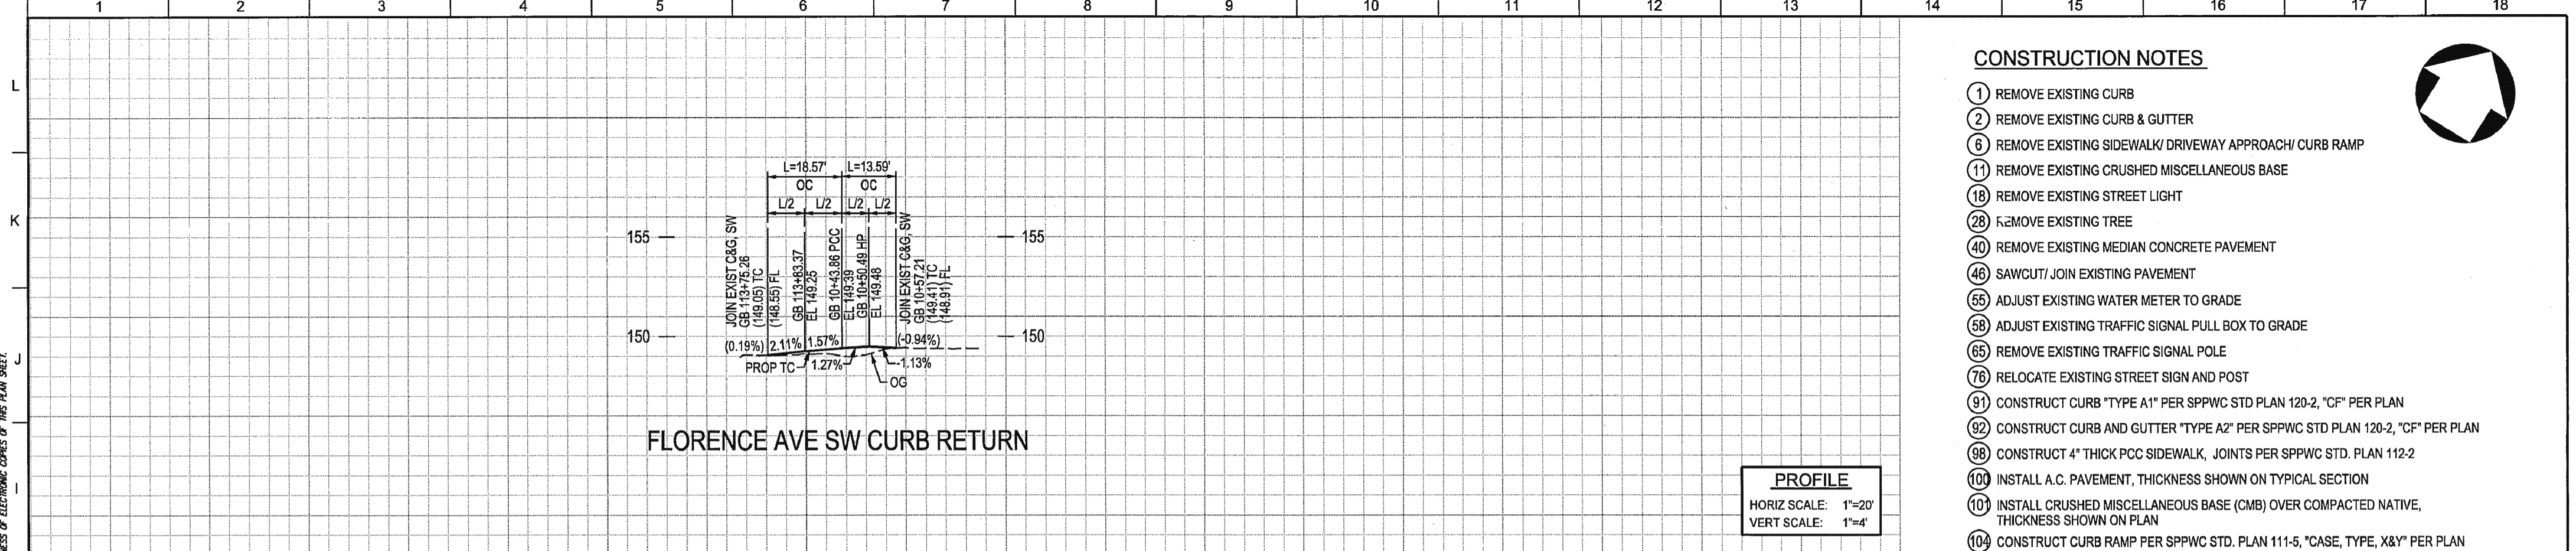 1 2 3 4 5 6 7 8 9 10 11 12 13 14 15 16 17 18
L
K
J
I
L=18.57' L=13.59'
OC OC
L/2 L/2 L/2 L/2
155 155
150 150
JOIN EXIST C&G, SW
GB 113+75.26
(149.05) TC
(148.55) FL
GB 113+83.37
EL 149.25
GB 10+43.86 PCC
EL 149.39
GB 10+50.49 HP
EL 149.48
JOIN EXIST C&G, SW
GB 10+57.21
(149.41) TC
(148.91) FL
(0.19%) 2.11% 1.57% (-0.94%)
PROP TC 1.27% -1.13%
OG
FLORENCE AVE SW CURB RETURN
PROFILE
HORIZ SCALE: 1"=20'
VERT SCALE: 1"=4'
CONSTRUCTION NOTES
1 REMOVE EXISTING CURB
2 REMOVE EXISTING CURB & GUTTER
6 REMOVE EXISTING SIDEWALK/ DRIVEWAY APPROACH/ CURB RAMP
11 REMOVE EXISTING CRUSHED MISCELLANEOUS BASE
18 REMOVE EXISTING STREET LIGHT
28 REMOVE EXISTING TREE
40 REMOVE EXISTING MEDIAN CONCRETE PAVEMENT
46 SAWCUT/ JOIN EXISTING PAVEMENT
55 ADJUST EXISTING WATER METER TO GRADE
58 ADJUST EXISTING TRAFFIC SIGNAL PULL BOX TO GRADE
65 REMOVE EXISTING TRAFFIC SIGNAL POLE
76 RELOCATE EXISTING STREET SIGN AND POST
91 CONSTRUCT CURB "TYPE A1" PER SPPWC STD PLAN 120-2, "CF" PER PLAN
92 CONSTRUCT CURB AND GUTTER "TYPE A2" PER SPPWC STD PLAN 120-2, "CF" PER PLAN
98 CONSTRUCT 4" THICK PCC SIDEWALK, JOINTS PER SPPWC STD. PLAN 112-2
100 INSTALL A.C. PAVEMENT, THICKNESS SHOWN ON TYPICAL SECTION
101 INSTALL CRUSHED MISCELLANEOUS BASE (CMB) OVER COMPACTED NATIVE,
THICKNESS SHOWN ON PLAN
104 CONSTRUCT CURB RAMP PER SPPWC STD. PLAN 111-5, "CASE, TYPE, X&Y" PER PLAN
OF ELECTRONIC COPIES OF THIS PLAN SHEET.